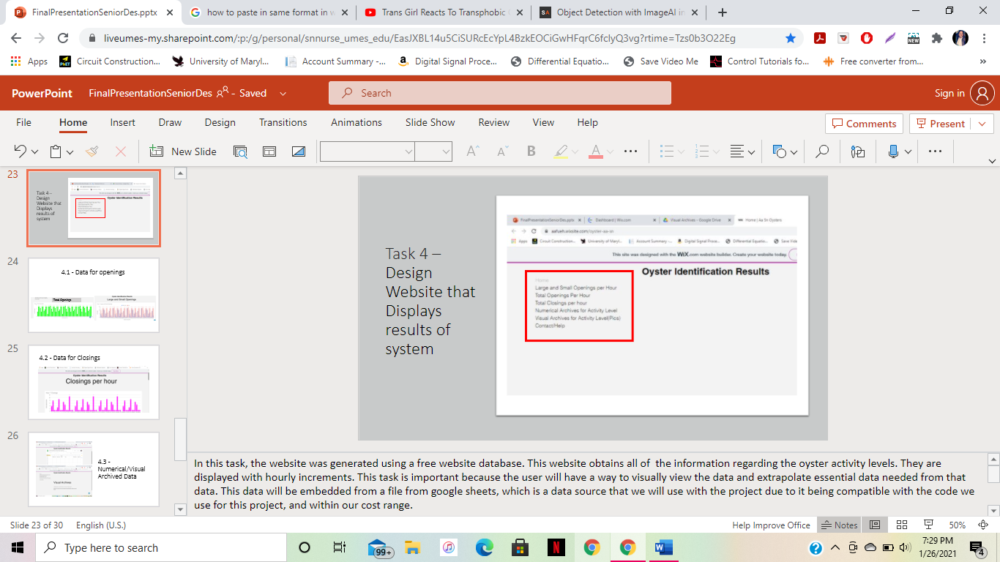 FinalPresentationSeniorDes.pptx
how to paste in same format in w
Trans Girl Reacts To Transphobic
Object Detection with ImageAI in
liveumes-my.sharepoint.com/:p:/g/personal/snnurse_umes_edu/EasJXBL14u5CiSURcEcYpL4BzkEOCiGwHFqrC6fclyQ3vg?rtime=Tzs0b3O22Eg
Apps Circuit Construction... University of Maryl... Account Summary -... Digital Signal Proce... Differential Equatio... Save Video Me Control Tutorials fo... Free converter from... »
PowerPoint FinalPresentationSeniorDes - Saved Search Sign in
File Home Insert Draw Design Transitions Animations Slide Show Review View Help Comments Present
New Slide
23
Task 4 –
Design
Website that
Displays
results of
system
Oyster Identification Results
24
4.1 - Data for openings
Total Openings
Large and Small Openings
25
4.2 - Data for Closings
Oyster Identification Results
Closings per hour
26
4.3 -
Numerical/Visual
Archived Data
Visual Archives
Task 4 –
Design
Website that
Displays
results of
system
FinalPresentationSeniorDes.pptx Dashboard | Wix.com Visual Archives - Google Drive Home | Aa Sn Oysters
aafueh.wixsite.com/oyster-aa-sn
Apps Circuit Construction... University of Maryl... Account Summary -... Digital Signal Proce... Differential Equatio... Save Vide
This site was designed with the WiX.com website builder. Create your website today.
Oyster Identification Results
Home
Large and Small Openings per Hour
Total Openings Per Hour
Total Closings per hour
Numerical Archives for Activity Level
Visual Archives for Activity Level(Pics)
Contact/Help
In this task, the website was generated using a free website database. This website obtains all of the information regarding the oyster activity levels. They are
displayed with hourly increments. This task is important because the user will have a way to visually view the data and extrapolate essential data needed from that
data. This data will be embedded from a file from google sheets, which is a data source that we will use with the project due to it being compatible with the code we
use for this project, and within our cost range.
Slide 23 of 30 English (U.S.) Help Improve Office Notes 50%
Type here to search
99+
7:29 PM
1/26/2021
4